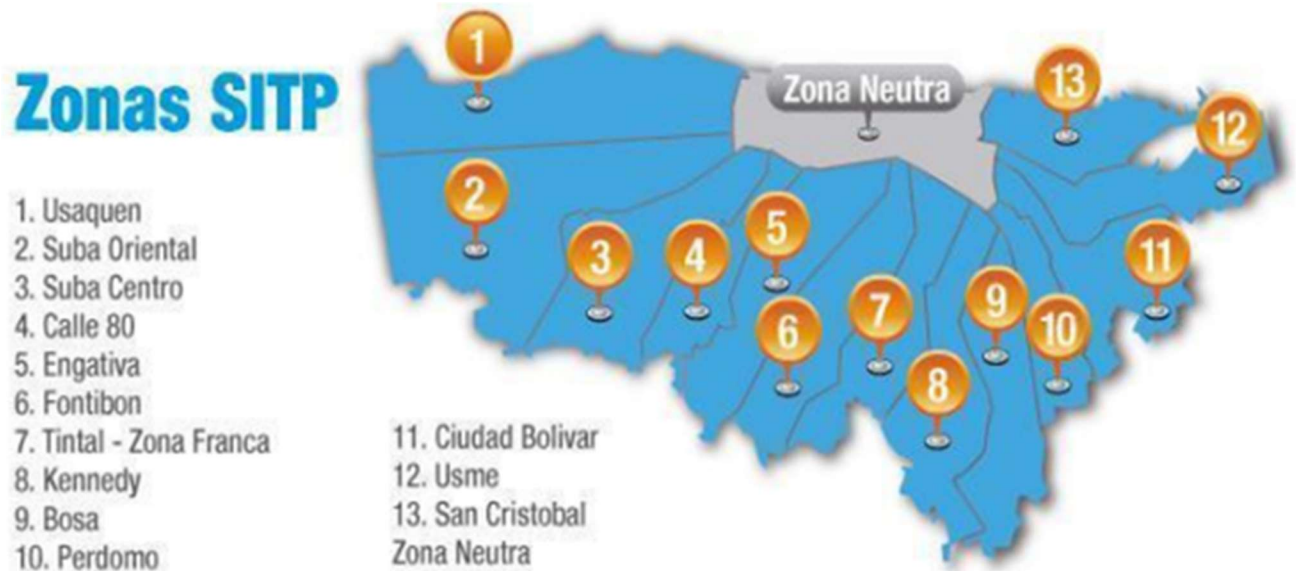 Zonas SITP
1. Usaquen
2. Suba Oriental
3. Suba Centro
4. Calle 80
5. Engativa
6. Fontibon
7. Tintal - Zona Franca
8. Kennedy
9. Bosa
10. Perdomo
11. Ciudad Bolivar
12. Usme
13. San Cristobal
Zona Neutra
1
Zona Neutra
13
12
2
3
4
5
6
7
8
9
10
11